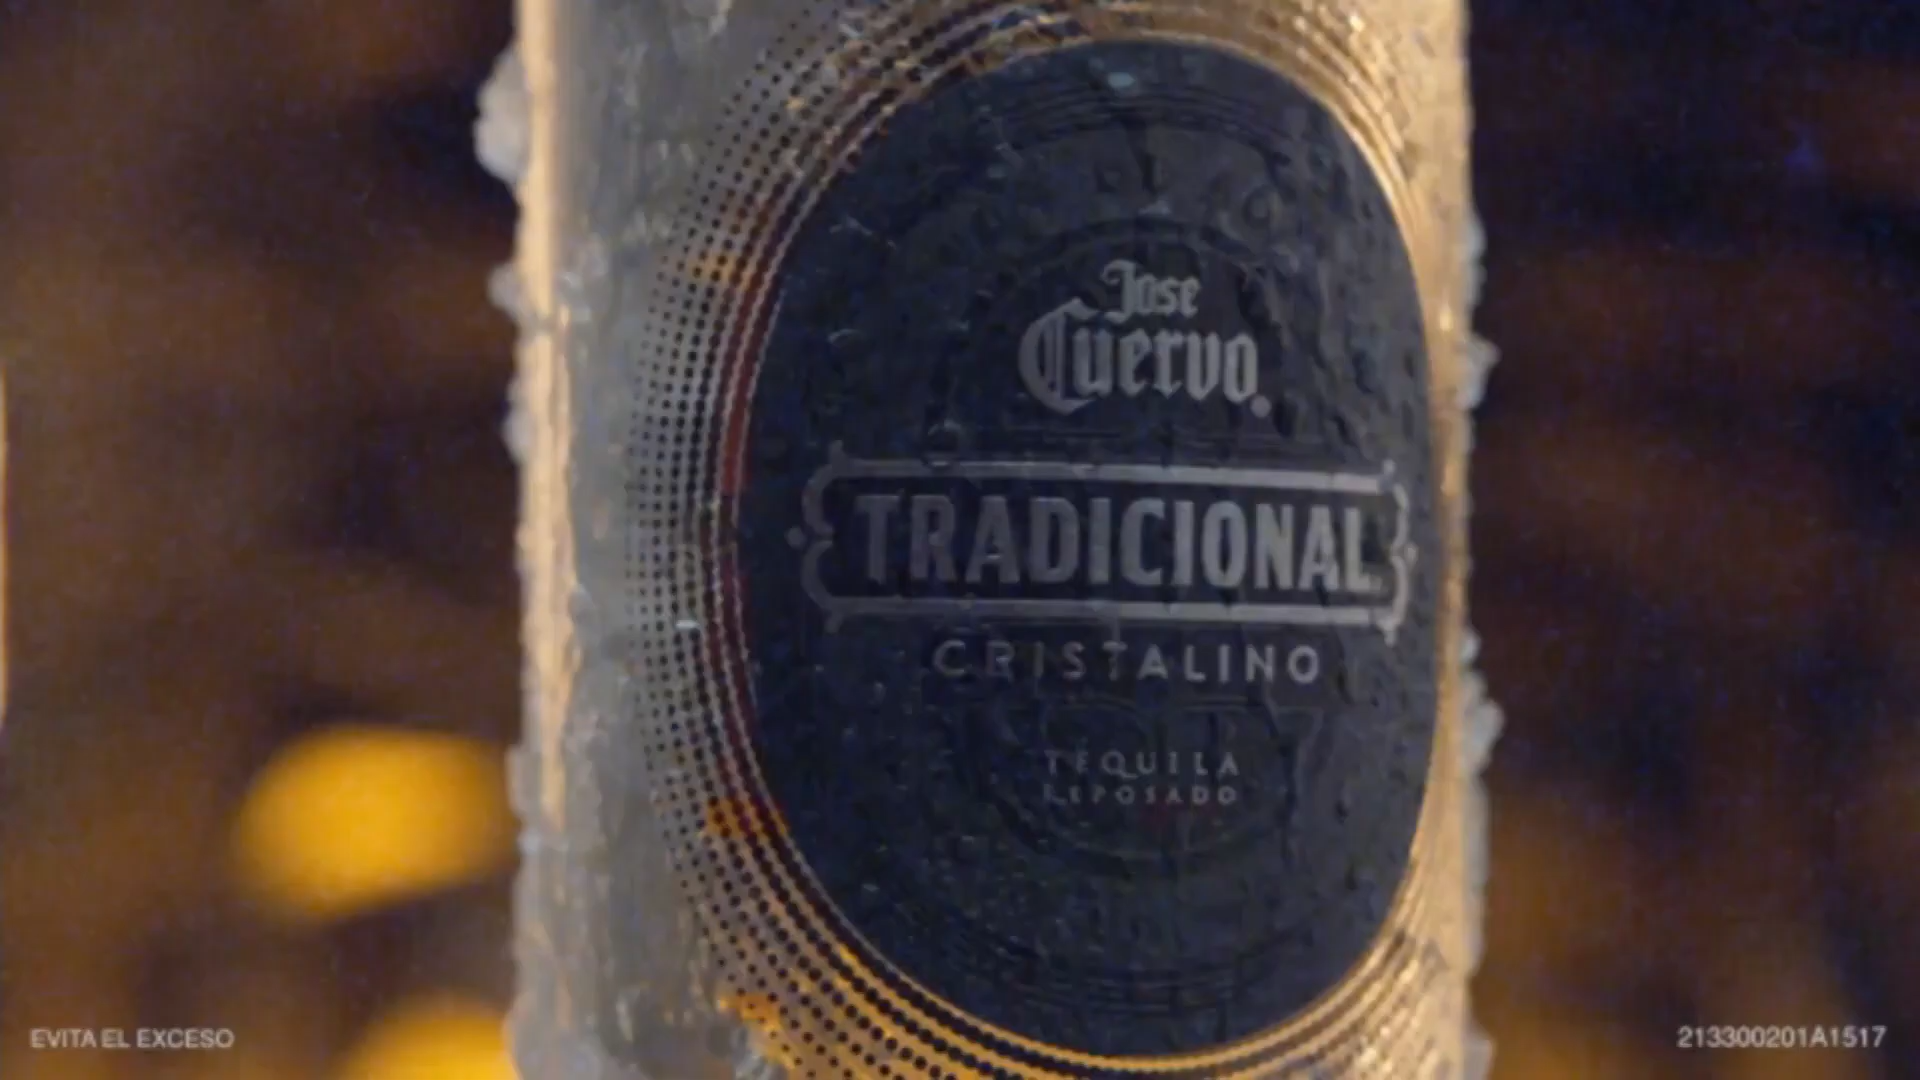 Jose
Cuervo.
TRADICIONAL
CRISTALINO
TEQUILA
REPOSADO
EVITA EL EXCESO
213300201A1517